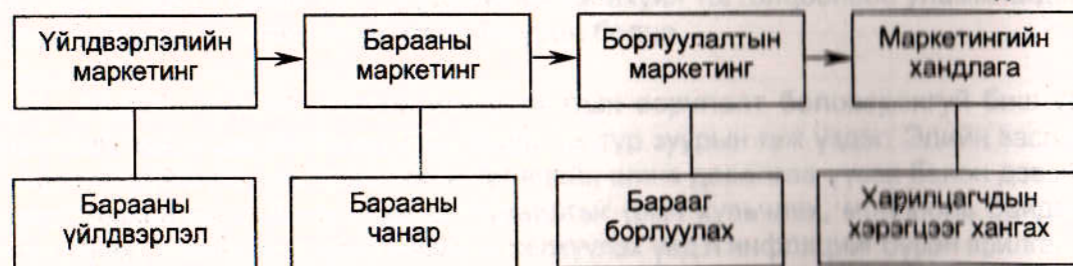 Үйлдвэрлэлийн
маркетинг
Барааны
маркетинг
Борлуулалтын
маркетинг
Маркетингийн
хандлага
Барааны
үйлдвэрлэл
Барааны
чанар
Барааг
борлуулах
Харилцагчдын
хэрэгцээг хангах